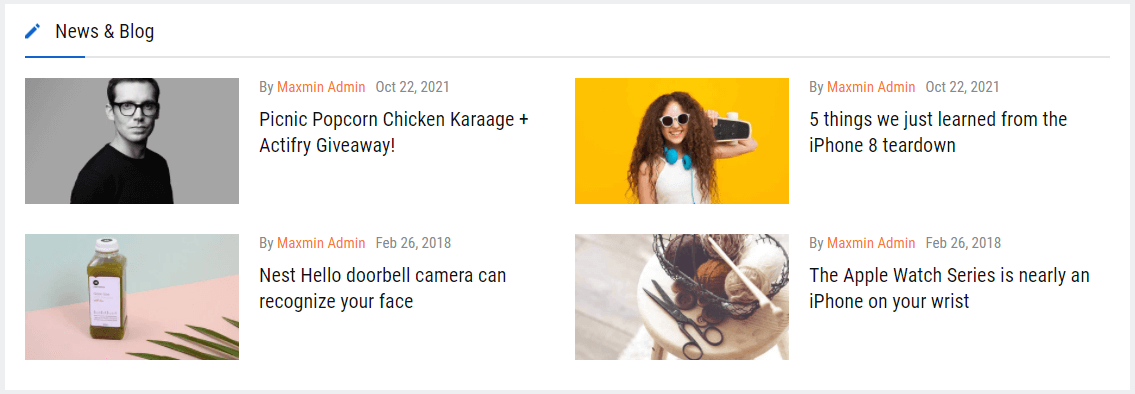 News & Blog
By Maxmin Admin Oct 22, 2021
Picnic Popcorn Chicken Karaage +
Actifry Giveaway!
By Maxmin Admin Oct 22, 2021
5 things we just learned from the
iPhone 8 teardown
By Maxmin Admin Feb 26, 2018
Nest Hello doorbell camera can
recognize your face
By Maxmin Admin Feb 26, 2018
The Apple Watch Series is nearly an
iPhone on your wrist